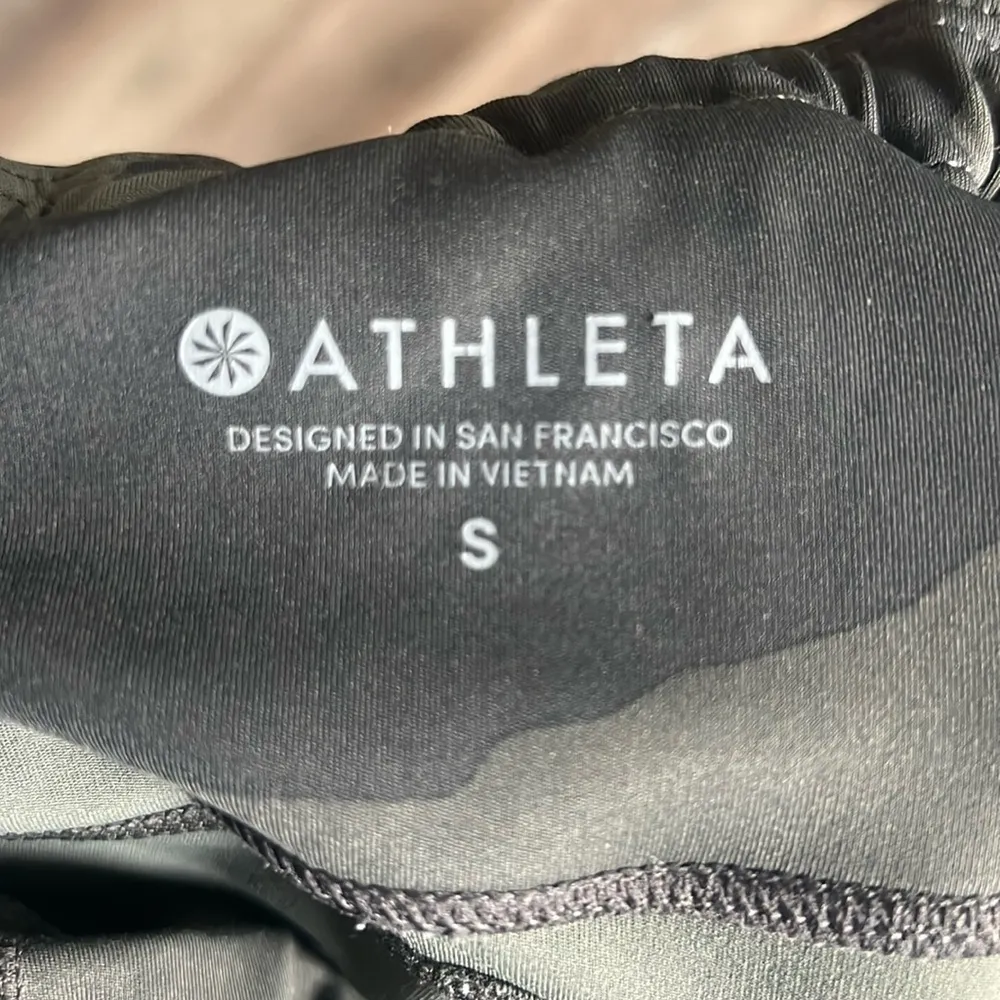 ATHLETA
DESIGNED IN SAN FRANCISCO
MADE IN VIETNAM
S